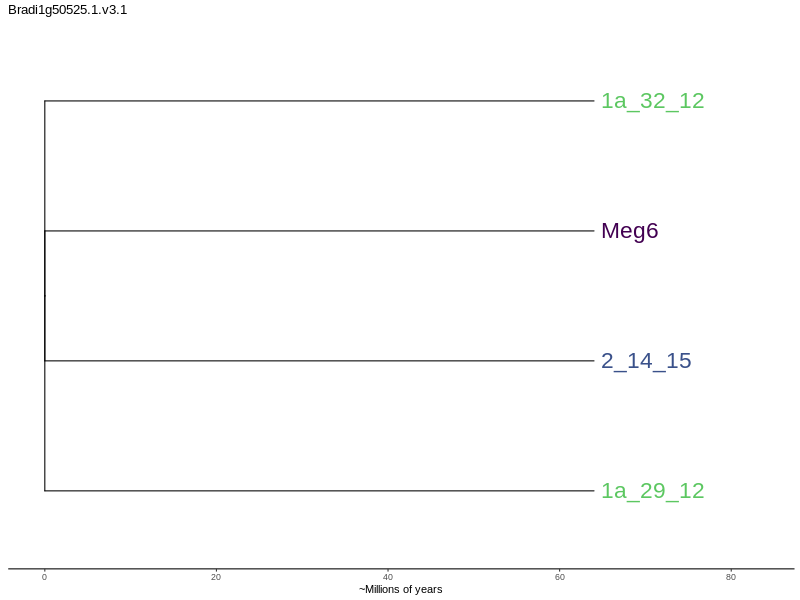 Bradi1g50525.1.v3.1
1a_32_12
Meg6
2_14_15
1a_29_12
0 20 40 60 80
~Millions of years